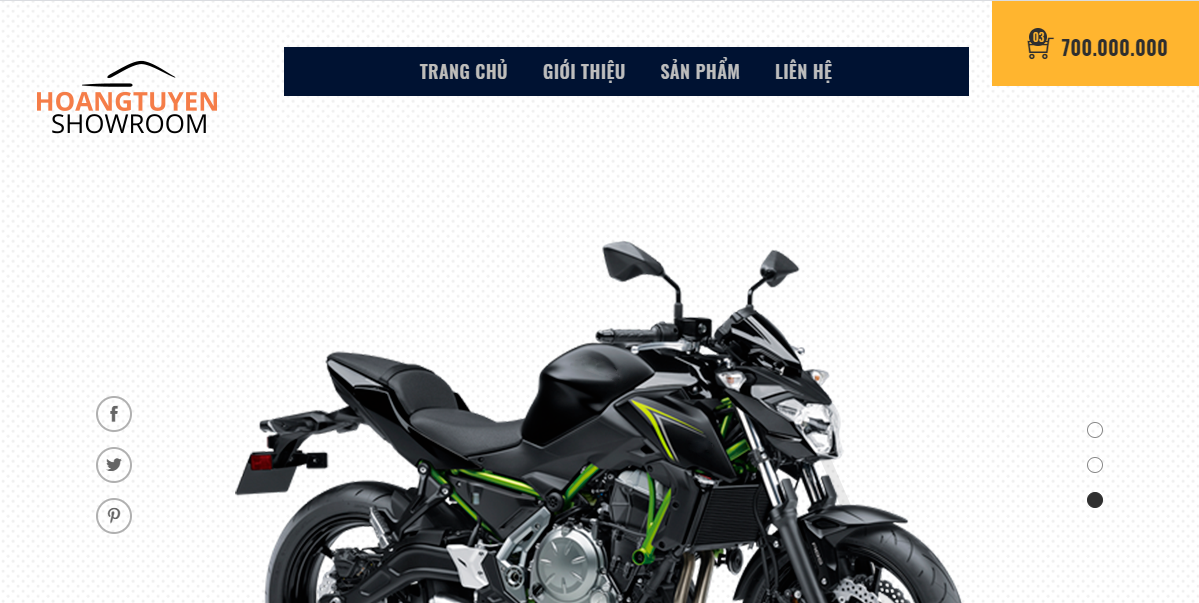 03
700.000.000
TRANG CHỦ GIỚI THIỆU SẢN PHẨM LIÊN HỆ
HOANGTUYEN
SHOWROOM